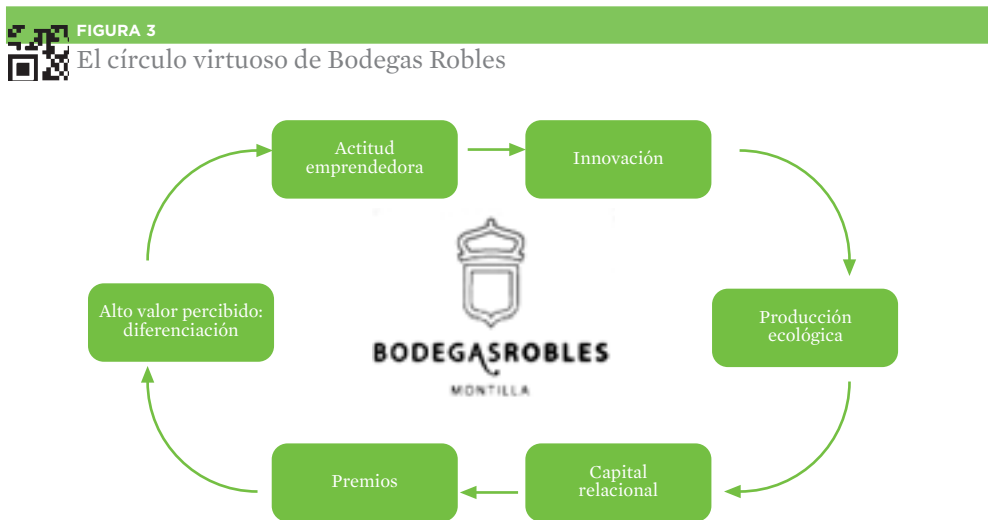 FIGURA 3
El círculo virtuoso de Bodegas Robles
Actitud
emprendedora
Innovación
Producción
ecológica
Capital
relacional
Premios
Alto valor percibido:
diferenciación
BODEGASROBLES
MONTILLA